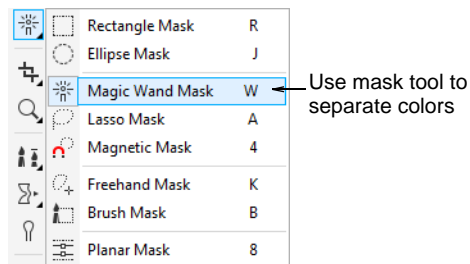 Rectangle Mask R
Ellipse Mask J
Magic Wand Mask W
Lasso Mask A
Magnetic Mask 4
Freehand Mask K
Brush Mask B
Planar Mask 8
Use mask tool to
separate colors